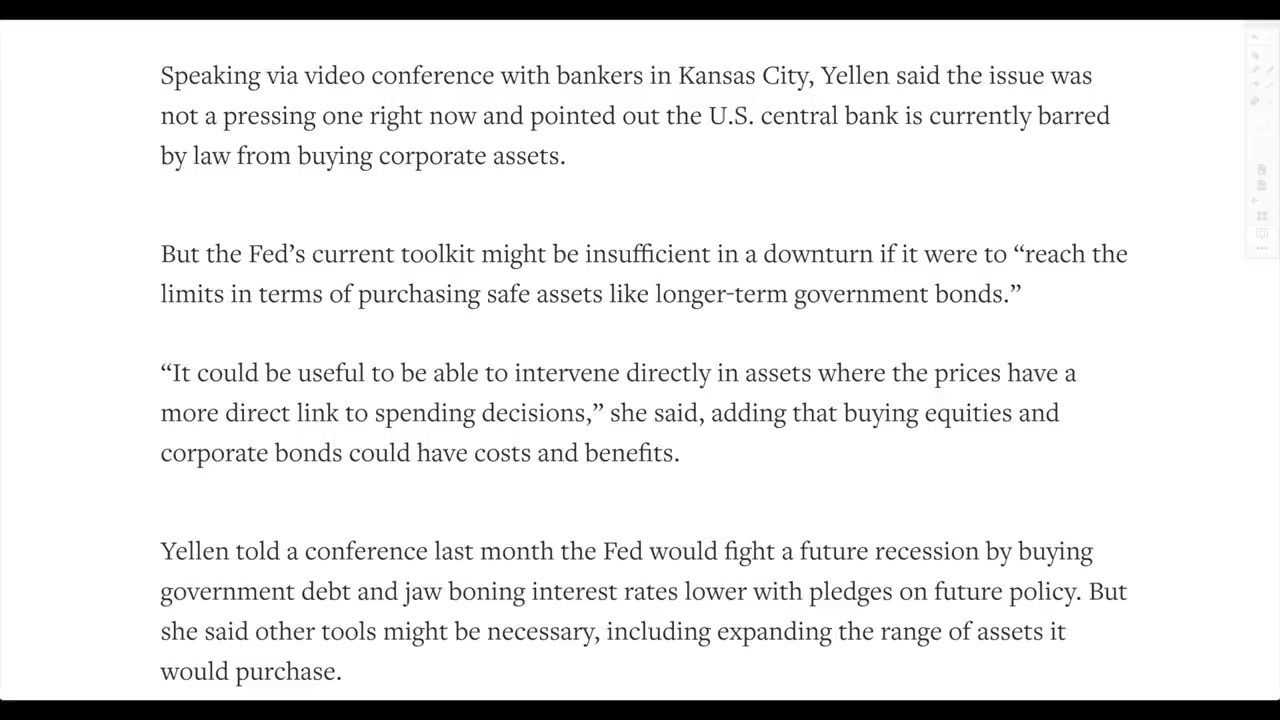 Speaking via video conference with bankers in Kansas City, Yellen said the issue was
not a pressing one right now and pointed out the U.S. central bank is currently barred
by law from buying corporate assets.
But the Fed’s current toolkit might be insufficient in a downturn if it were to “reach the
limits in terms of purchasing safe assets like longer-term government bonds.”
“It could be useful to be able to intervene directly in assets where the prices have a
more direct link to spending decisions,” she said, adding that buying equities and
corporate bonds could have costs and benefits.
Yellen told a conference last month the Fed would fight a future recession by buying
government debt and jaw boning interest rates lower with pledges on future policy. But
she said other tools might be necessary, including expanding the range of assets it
would purchase.